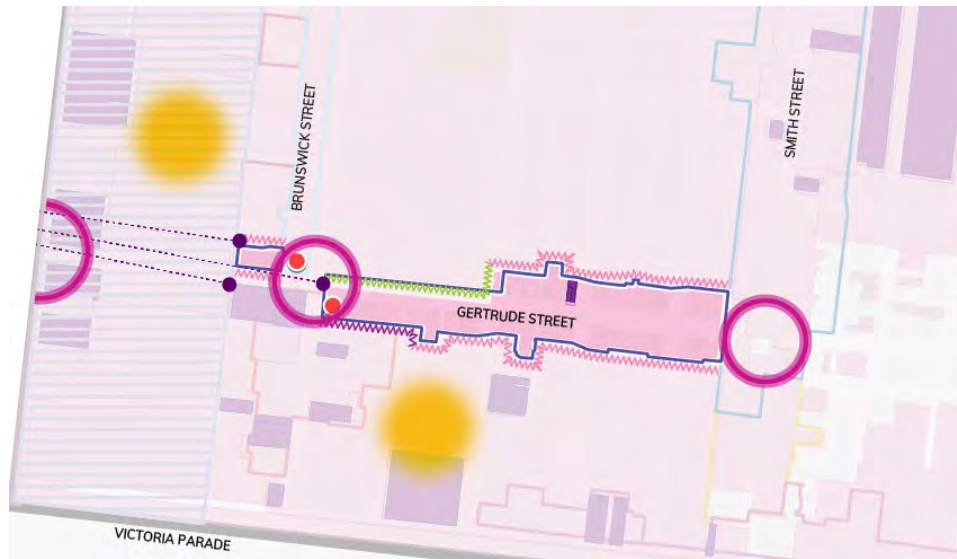 BRUNSWICK STREET
SMITH STREET
GERTRUDE STREET
VICTORIA PARADE